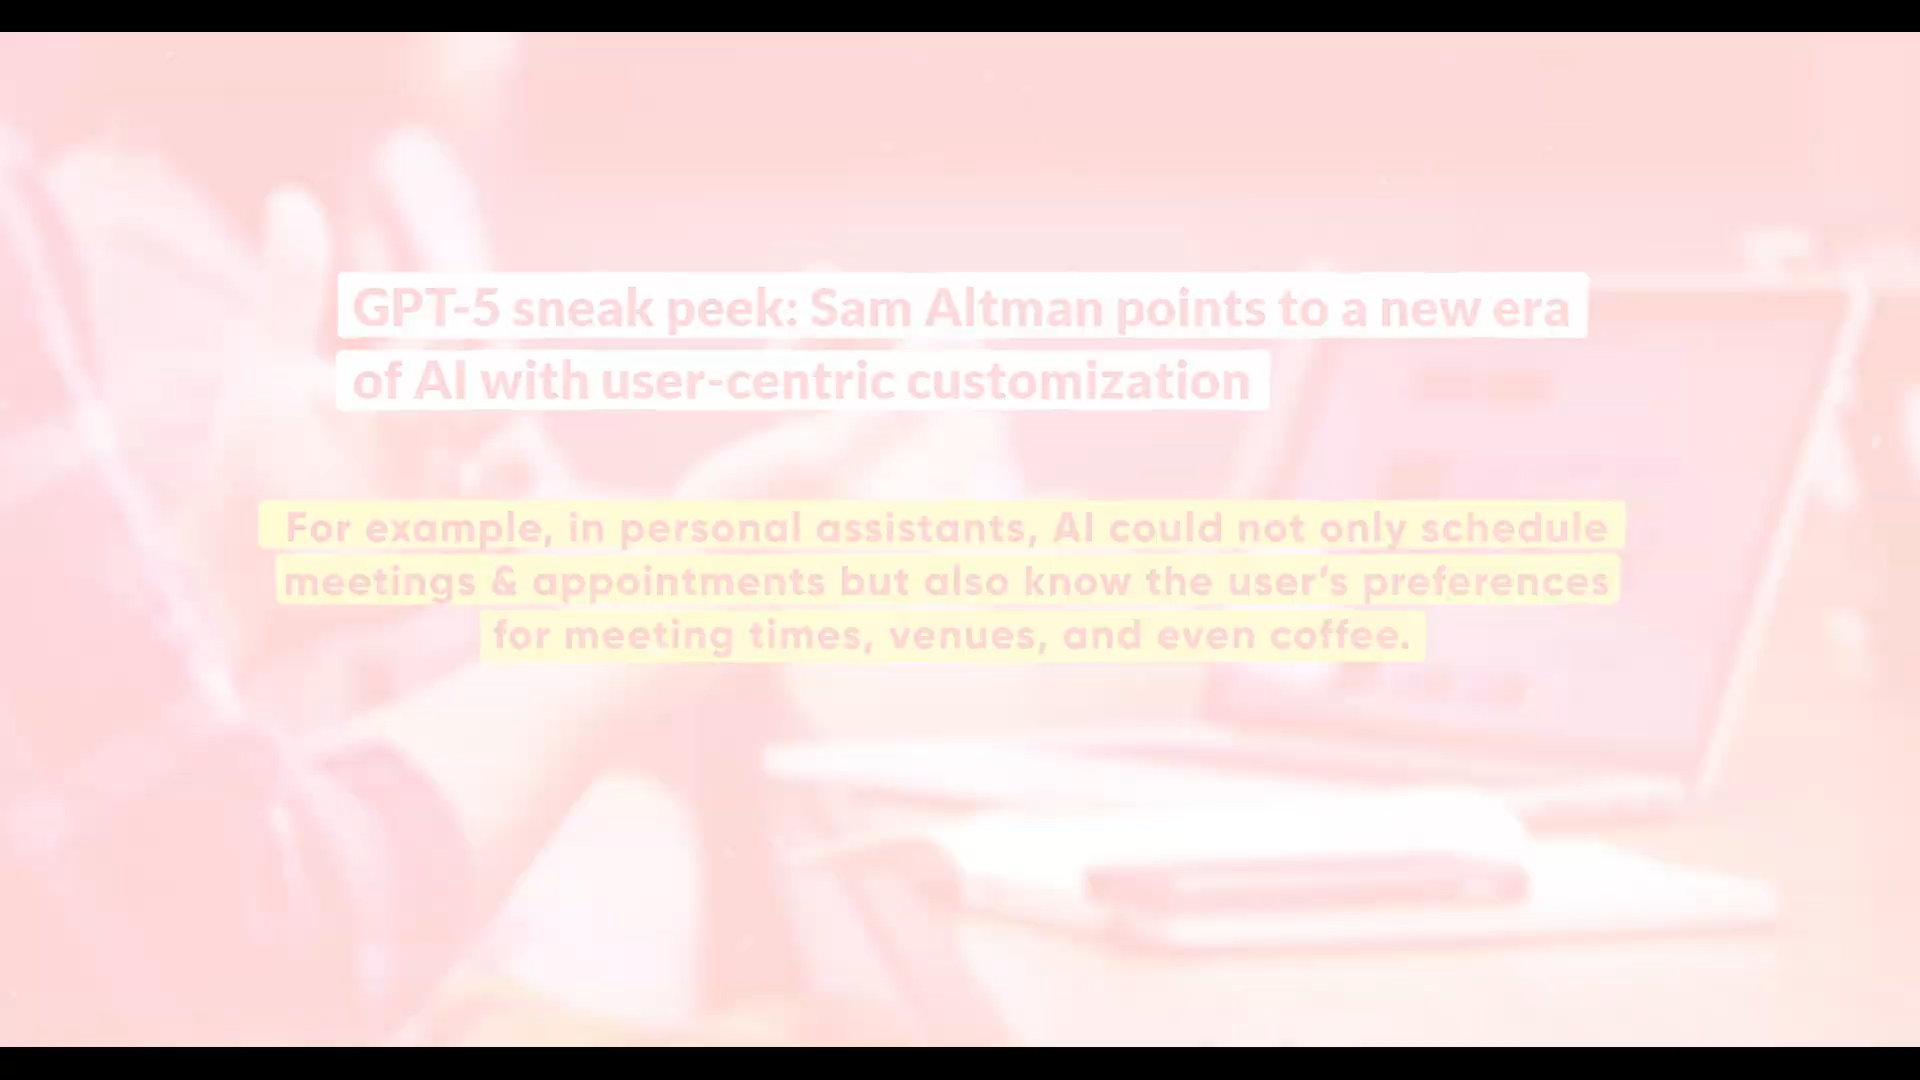 GPT-5 sneak peek: Sam Altman points to a new era
of AI with user-centric customization
For example, in personal assistants, AI could not only schedule
meetings & appointments but also know the user's preferences
for meeting times, venues, and even coffee.